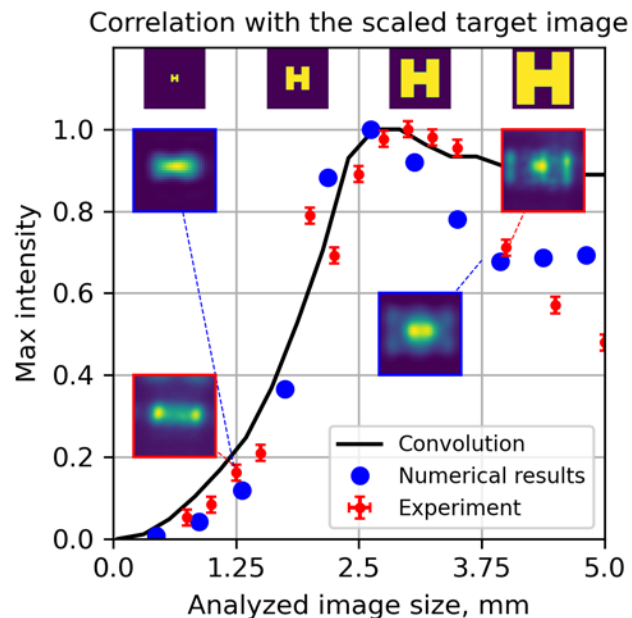 Correlation with the scaled target image
H H H H
1.0
0.8
0.6
0.4
0.2
0.0
Max intensity
Convolution
Numerical results
Experiment
0.0 1.25 2.5 3.75 5.0
Analyzed image size, mm